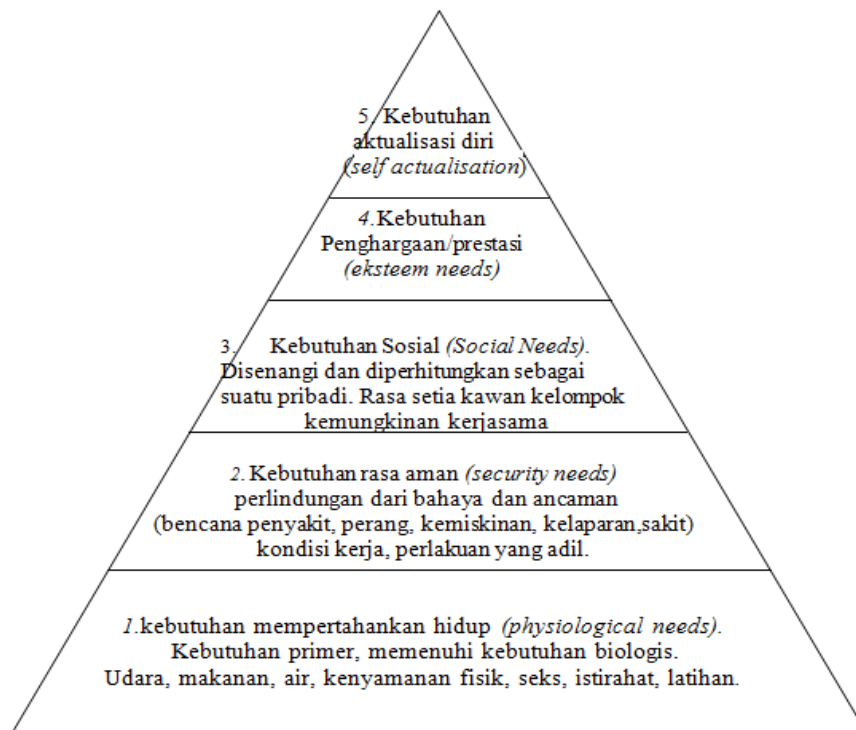 5. Kebutuhan
aktualisasi diri
(self actualisation)
4.Kebutuhan
Penghargaan/prestasi
(eksteem needs)
3. Kebutuhan Sosial (Social Needs).
Disenangi dan diperhitungkan sebagai
suatu pribadi. Rasa setia kawan kelompok
kemungkinan kerjasama
2. Kebutuhan rasa aman (security needs)
perlindungan dari bahaya dan ancaman
(bencana penyakit, perang, kemiskinan, kelaparan,sakit)
kondisi kerja, perlakuan yang adil.
1.kebutuhan mempertahankan hidup (physiological needs).
Kebutuhan primer, memenuhi kebutuhan biologis.
Udara, makanan, air, kenyamanan fisik, seks, istirahat, latihan.